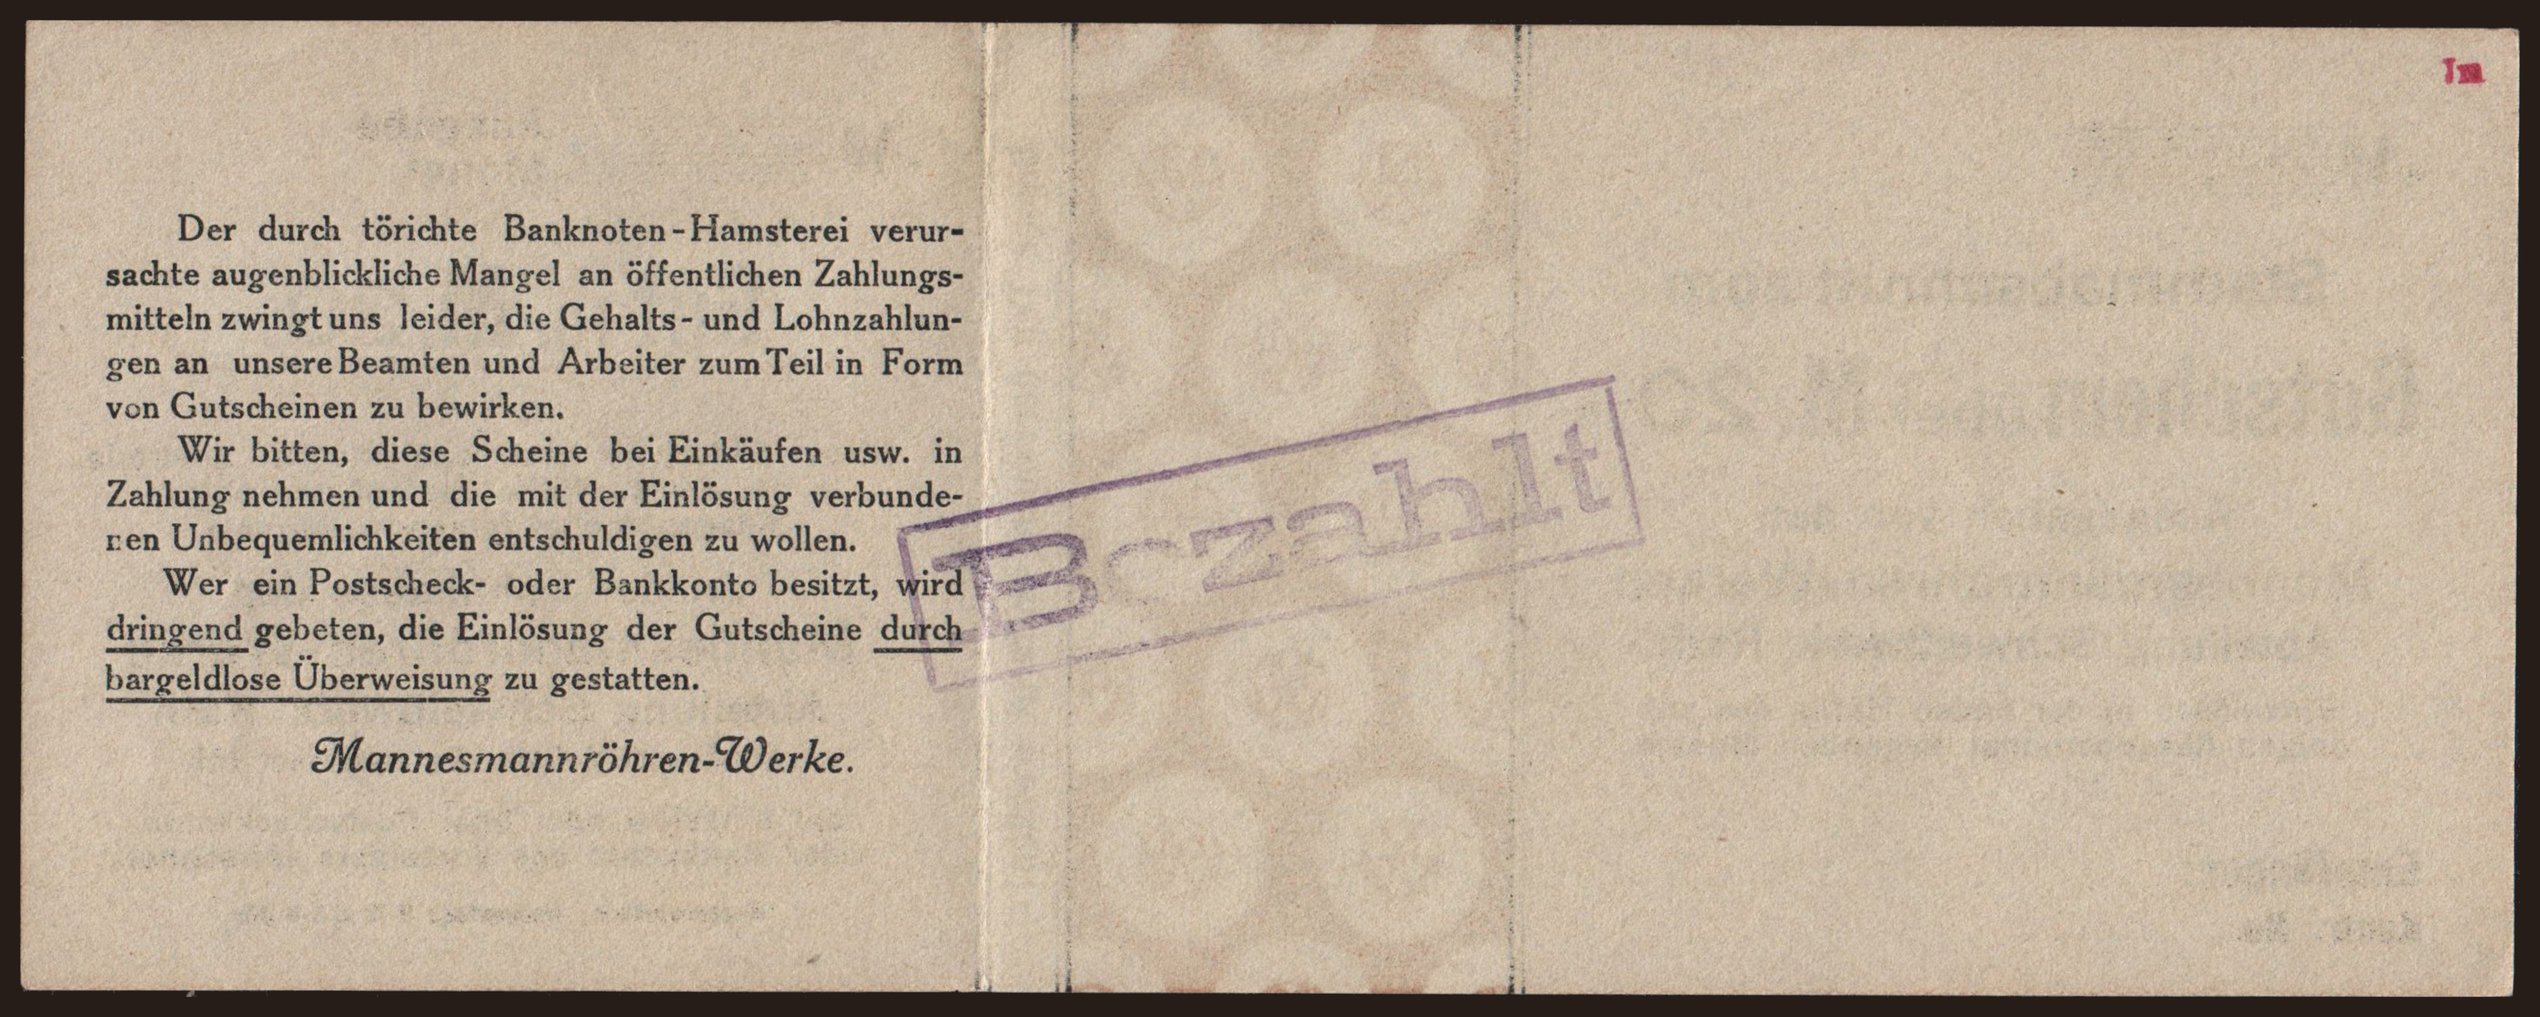 Der durch törichte Banknoten-Hamsterei verur-
sachte augenblickliche Mangel an öffentlichen Zahlungs-
mitteln zwingt uns leider, die Gehalts- und Lohnzahlun-
gen an unsere Beamten und Arbeiter zum Teil in Form
von Gutscheinen zu bewirken.
Wir bitten, diese Scheine bei Einkäufen usw. in
Zahlung nehmen und die mit der Einlösung verbunde-
nen Unbequemlichkeiten entschuldigen zu wollen.
Wer ein Postscheck- oder Bankkonto besitzt, wird
dringend gebeten, die Einlösung der Gutscheine durch
bargeldlose Überweisung zu gestatten.
Mannesmannröhren-Werke.
Bezahlt